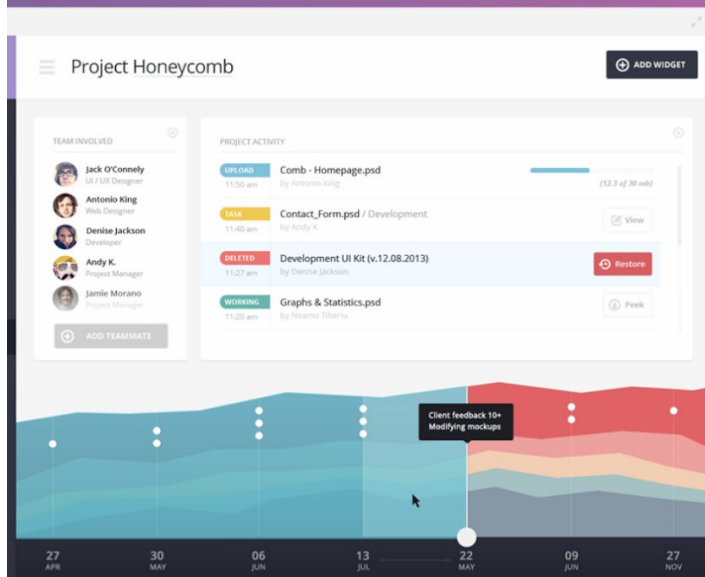 Project Honeycomb
ADD WIDGET
TEAM INVOLVED
Jack O'Connely
UI / UX Designer
Antonio King
Web Designer
Denise Jackson
Developer
Andy K.
Project Manager
Jamie Morano
Project Manager
ADD TEAMMATE
PROJECT ACTIVITY
UPLOAD Comb - Homepage.psd
11:50 am by Antonio King (12,3 of 30 mb)
TASK Contact_Form.psd / Development
11:40 am by Andy K View
DELETED Development UI Kit (v.12.08.2013)
11:27 am by Denise Jackson Restore
WORKING Graphs & Statistics.psd
11:20 am by Neamu Tiberiu Peek
Client feedback 10+
Modifying mockups
27 30 06 13 22 09 27
APR MAY JUN JUL MAY JUN NOV